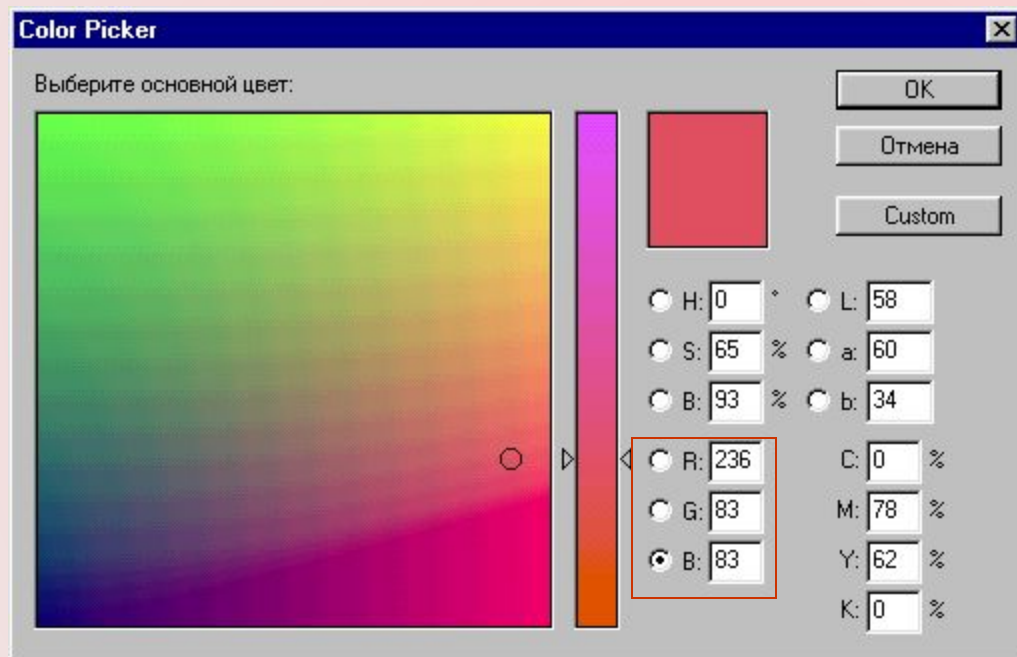 Color Picker
Выберите основной цвет:
OK
Отмена
Custom
H: 0 °
L: 58
S: 65 %
a: 60
B: 93 %
b: 34
R: 236
C: 0 %
G: 83
M: 78 %
B: 83
Y: 62 %
K: 0 %